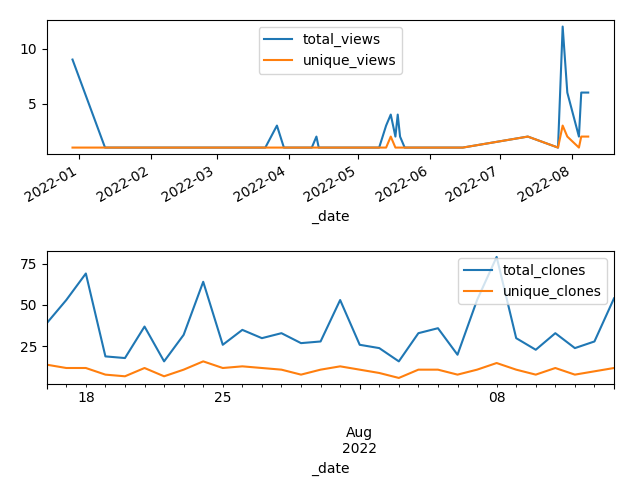 total_views
unique_views
10
5
2022-01
2022-02
2022-03
2022-04
2022-05
2022-06
2022-07
2022-08
_date
total_clones
unique_clones
75
50
25
18
25
08
Aug
2022
_date